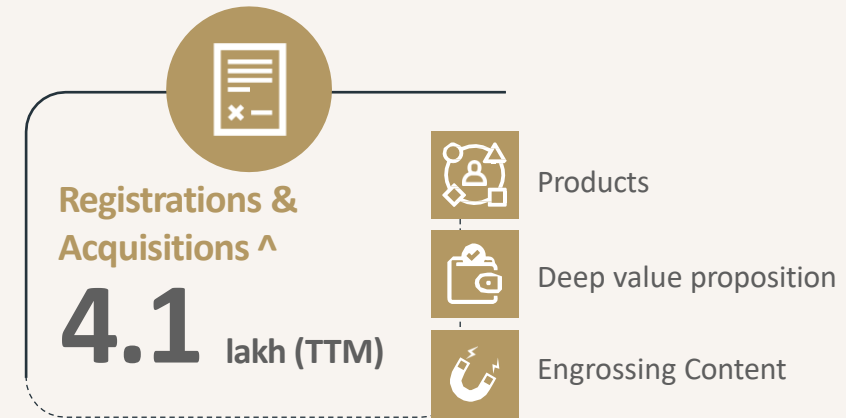 Registrations &
Acquisitions ^
4.1 lakh (TTM)
Products
Deep value proposition
Engrossing Content